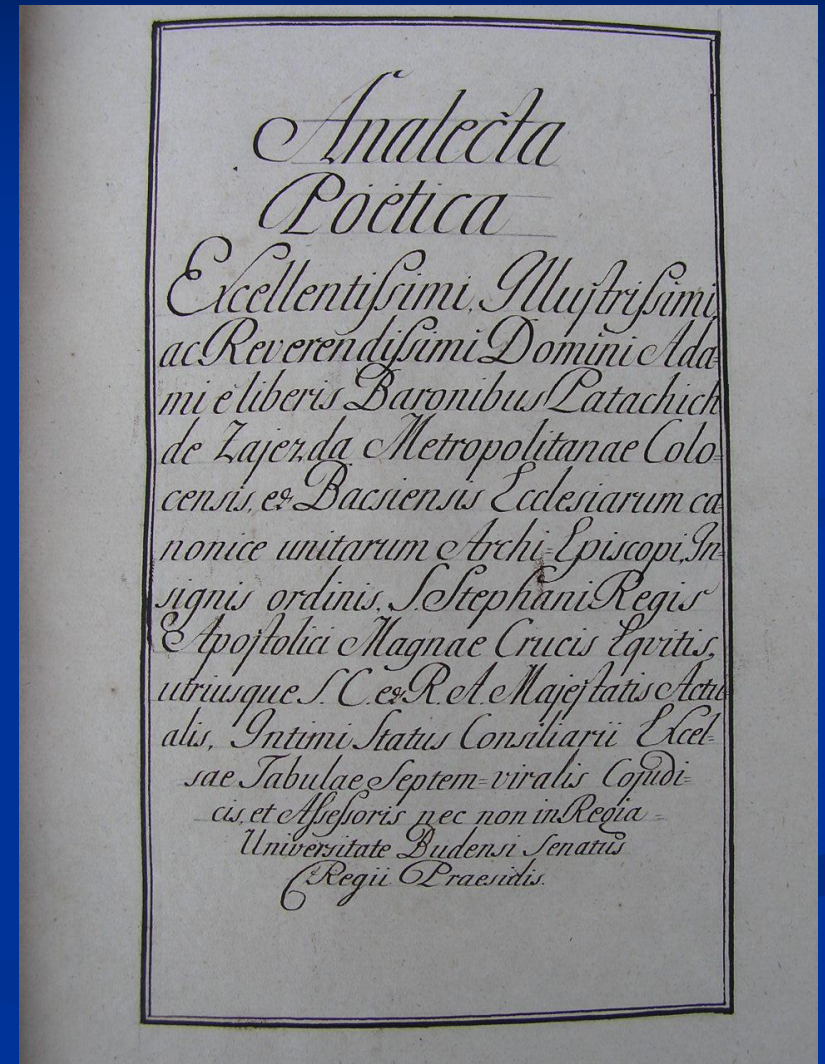 Analecta
Poëtica
Excellentiſsimi, Illuſtriſsimi,
ac Reverendiſsimi Domini Ada-
mi e liberis Baronibus Patachich
de Zajezda Metropolitanae Colo-
censis, et Bacsiensis Ecclesiarum ca-
nonice unitarum Archi-Episcopi, In-
signis ordinis S. Stephani Regis
Apoſtolici Magnae Crucis Eqvitis,
utriusque S. C. et R. A. Majeſtatis Actu
alis, Intimi Status Consiliarii Excel-
sae Tabulae Septem-viralis Cojudi-
cis, et Aſseſsoris nec non in Regia
Universitate Budensi Senatus
Regii Praesidis.